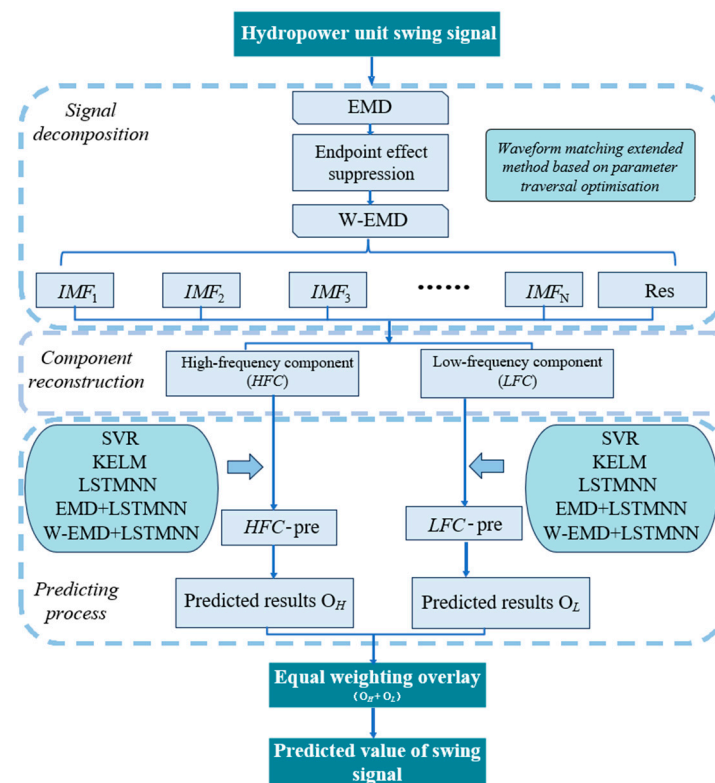 Hydropower unit swing signal
Signal
decomposition
EMD
Endpoint effect
suppression
W-EMD
Waveform matching extended
method based on parameter
traversal optimisation
IMF1
IMF2
IMF3
......
IMFN
Res
Component
reconstruction
High-frequency component
(HFC)
Low-frequency component
(LFC)
SVR
KELM
LSTMNN
EMD+LSTMNN
W-EMD+LSTMNN
SVR
KELM
LSTMNN
EMD+LSTMNN
W-EMD+LSTMNN
HFC-pre
LFC-pre
Predicting
process
Predicted results OH
Predicted results OL
Equal weighting overlay
(OH+OL)
Predicted value of swing
signal